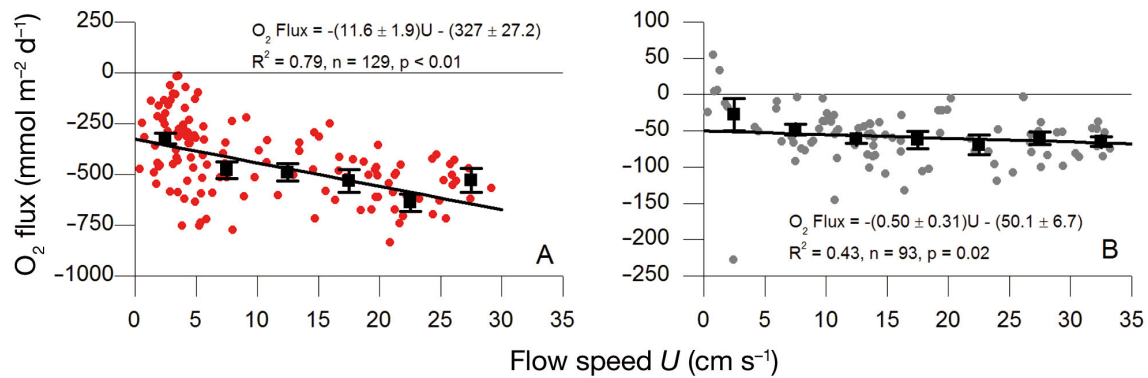 O₂ flux (mmol m⁻² d⁻¹)
250
0
−250
−500
−750
−1000
O₂ Flux = -(11.6 ± 1.9)U - (327 ± 27.2)
R² = 0.79, n = 129, p < 0.01
A
0 5 10 15 20 25 30 35
100
50
0
−50
−100
−150
−200
−250
O₂ Flux = -(0.50 ± 0.31)U - (50.1 ± 6.7)
R² = 0.43, n = 93, p = 0.02
B
0 5 10 15 20 25 30 35
Flow speed U (cm s⁻¹)